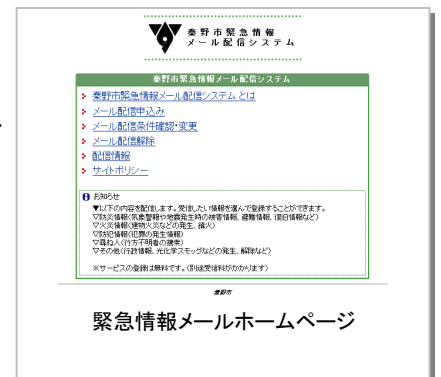 秦野市緊急情報
メール配信システム
秦野市緊急情報メール配信システム
秦野市緊急情報メール配信システムとは
メール配信申込み
メール配信条件確認・変更
メール配信解除
配信情報
サイトポリシー
お知らせ
▼以下の内容を配信します。受信したい情報を選んで登録することができます。
▽防災情報(気象警報や地震発生時の被害情報、避難情報、復旧情報など)
▽火災情報(建物火災などの発生、鎮火)
▽防犯情報(犯罪の発生情報)
▽尋ね人(行方不明者の捜索)
▽その他(行政情報、光化学スモッグなどの発生、解除など)
※サービスの登録は無料です。(別途受信料がかかります)
秦野市
緊急情報メールホームページ